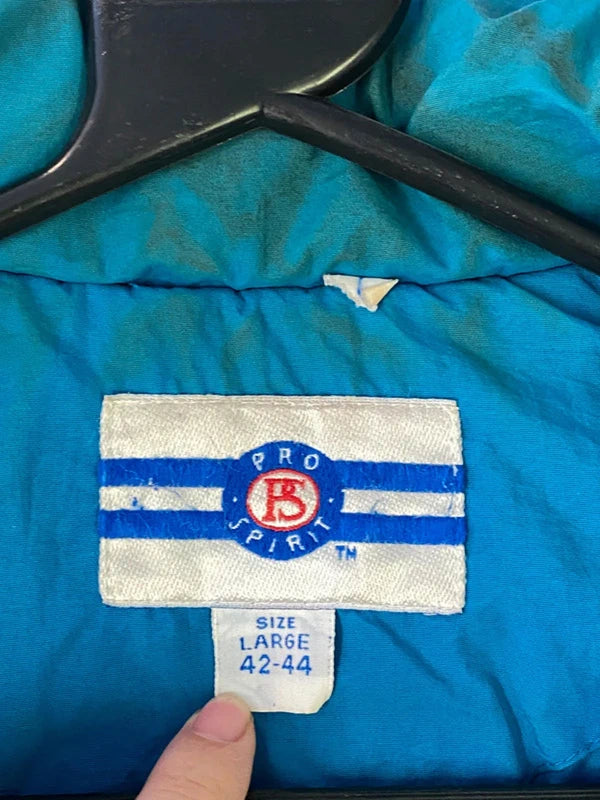 PRO
PS
SPIRIT
TM
SIZE
LARGE
42-44